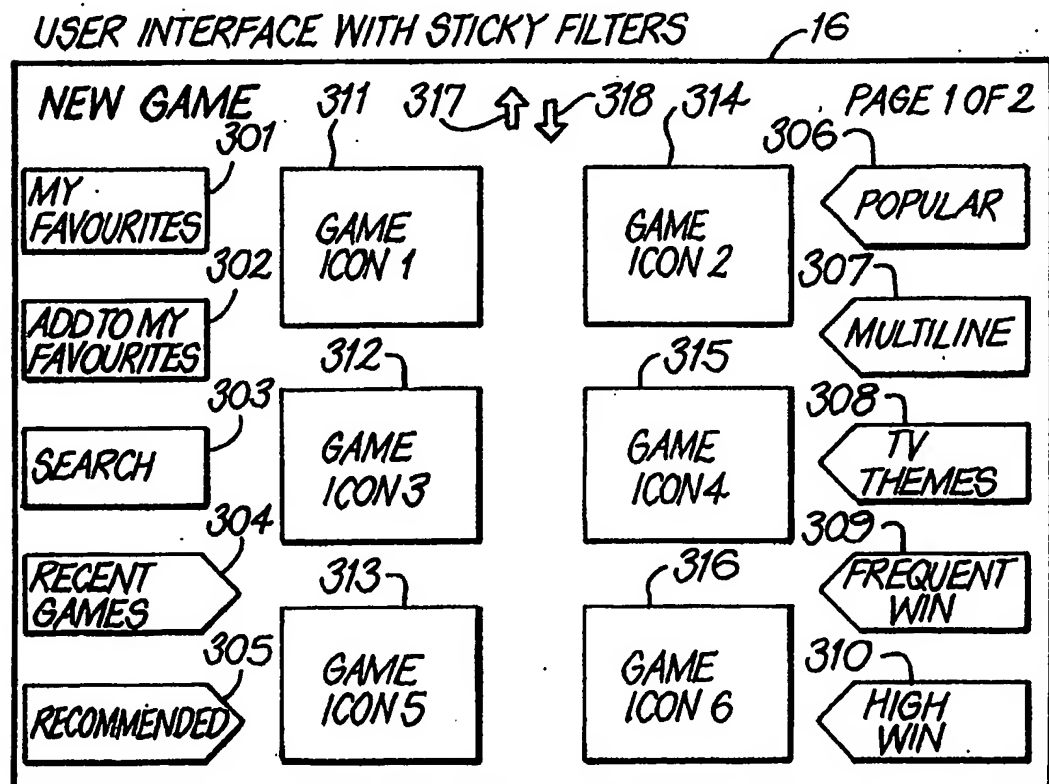 USER INTERFACE WITH STICKY FILTERS
16
NEW GAME
311
317
318
314
PAGE 1 OF 2
301
306
MY
FAVOURITES
GAME
ICON 1
GAME
ICON 2
POPULAR
302
307
ADD TO MY
FAVOURITES
MULTILINE
312
315
303
308
SEARCH
GAME
ICON 3
GAME
ICON 4
TV
THEMES
304
309
RECENT
GAMES
313
316
FREQUENT
WIN
305
310
RECOMMENDED
GAME
ICON 5
GAME
ICON 6
HIGH
WIN